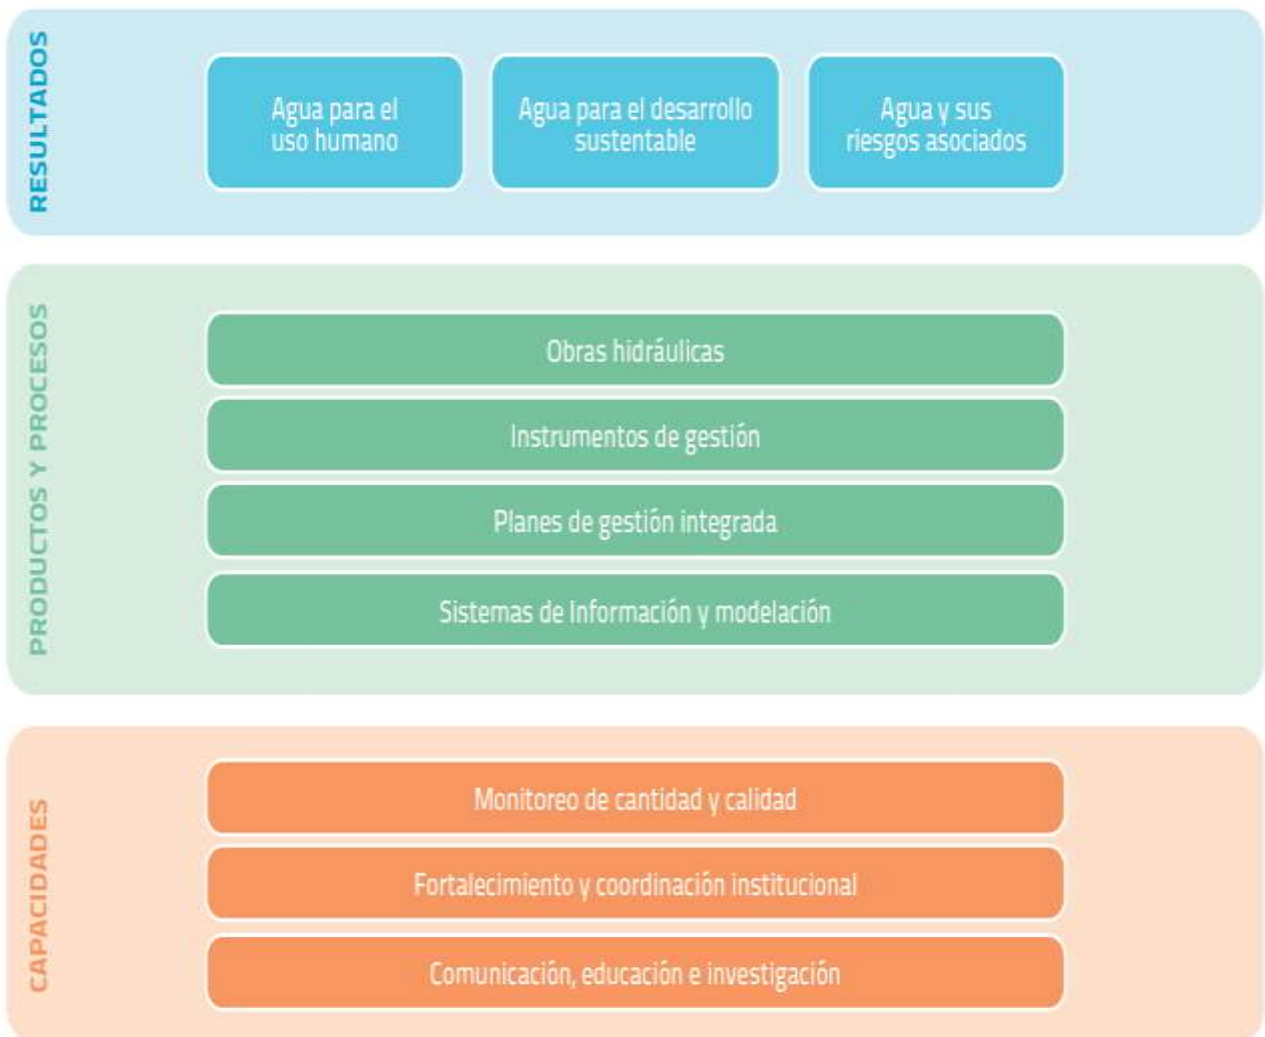 RESULTADOS
Agua para el
uso humano
Agua para el desarrollo
sustentable
Agua y sus
riesgos asociados
PRODUCTOS Y PROCESOS
Obras hidráulicas
Instrumentos de gestión
Planes de gestión integrada
Sistemas de Información y modelación
CAPACIDADES
Monitoreo de cantidad y calidad
Fortalecimiento y coordinación institucional
Comunicación, educación e investigación